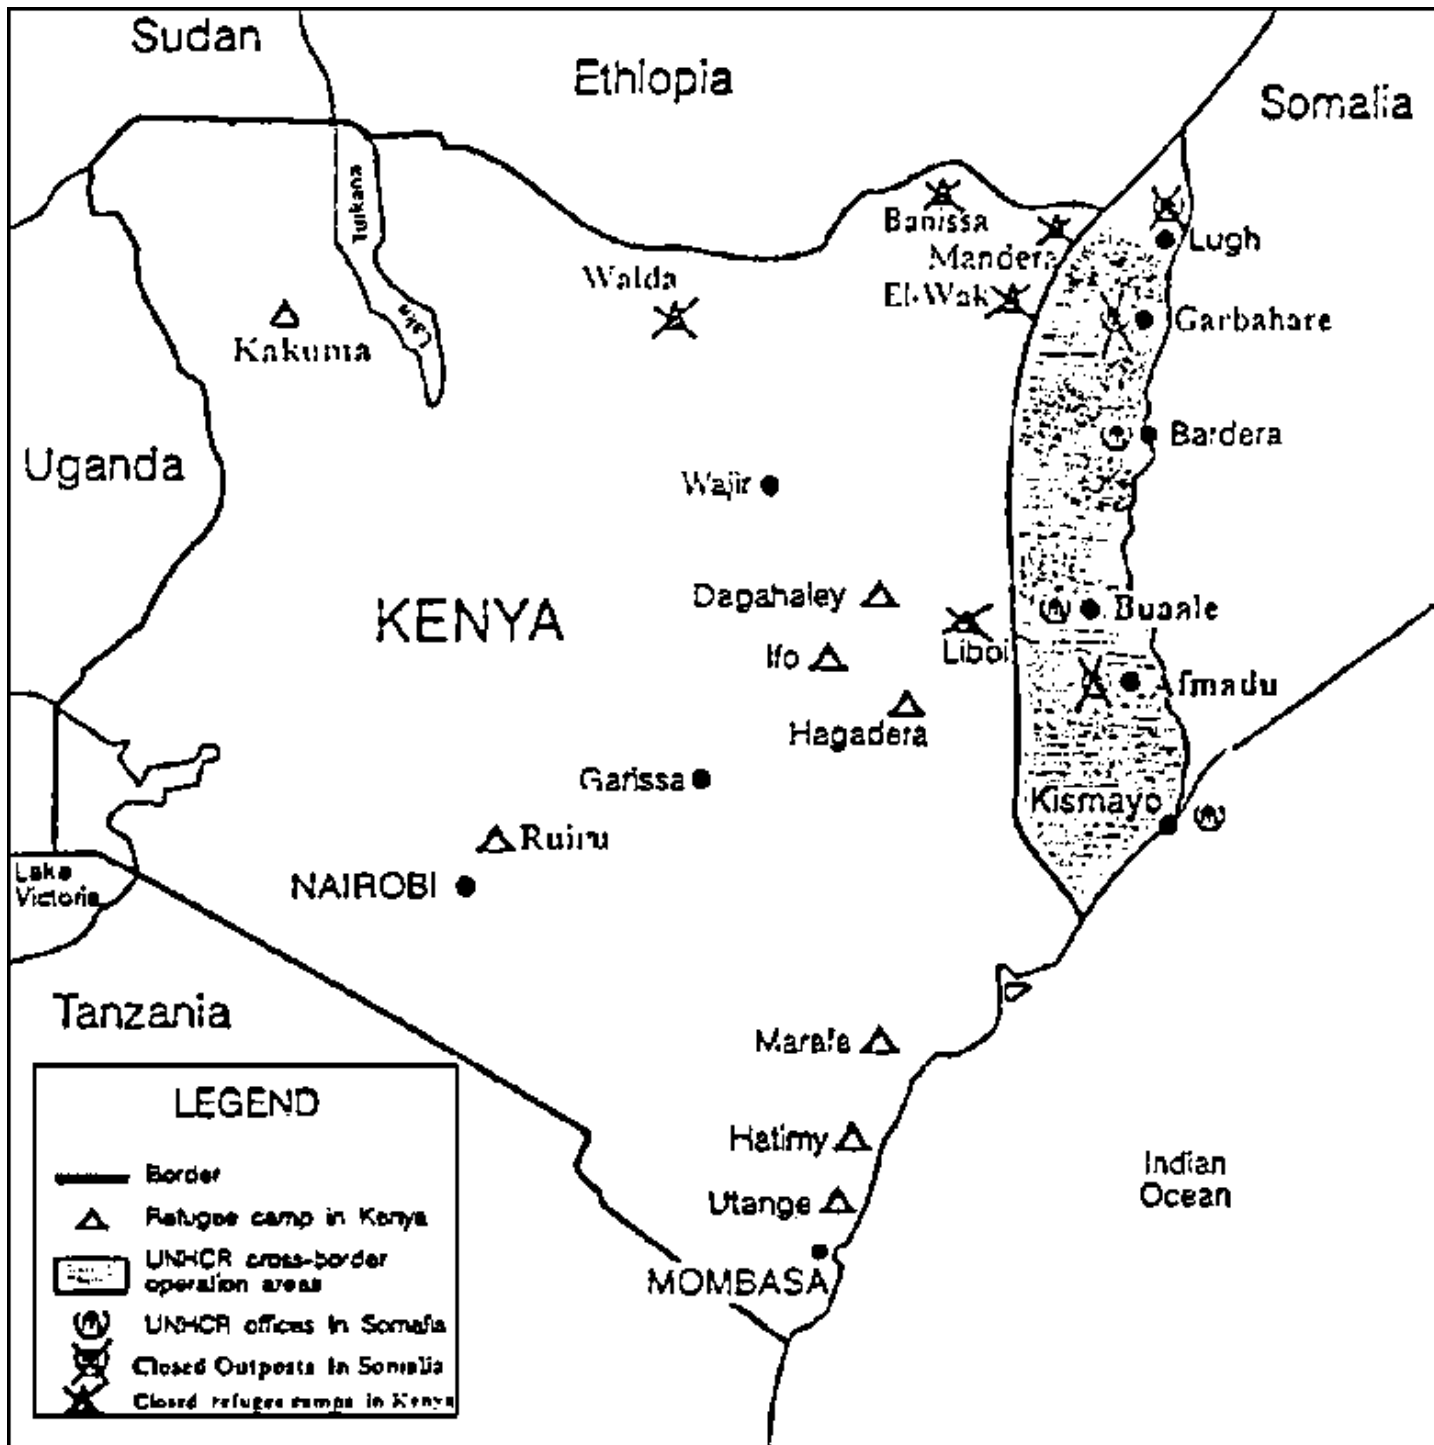 Sudan
Ethiopia
Somalia
Turkana
Lake
Banissa
Mandera
Lugh
Walda
El-Wak
Garbahare
Kakuma
Bardera
Uganda
Wajir
Dagahaley
KENYA
Buaale
Ifo
Liboi
Afmadu
Hagadera
Garissa
Kismayo
Ruiru
Lake
Victoria
NAIROBI
Tanzania
Marafa
Hatimy
Indian
Ocean
Utange
MOMBASA
LEGEND
Border
Refugee camp in Kenya
UNHCR cross-border
operation areas
UNHCR offices in Somalia
Closed Outposts in Somalia
Closed refugee camps in Kenya